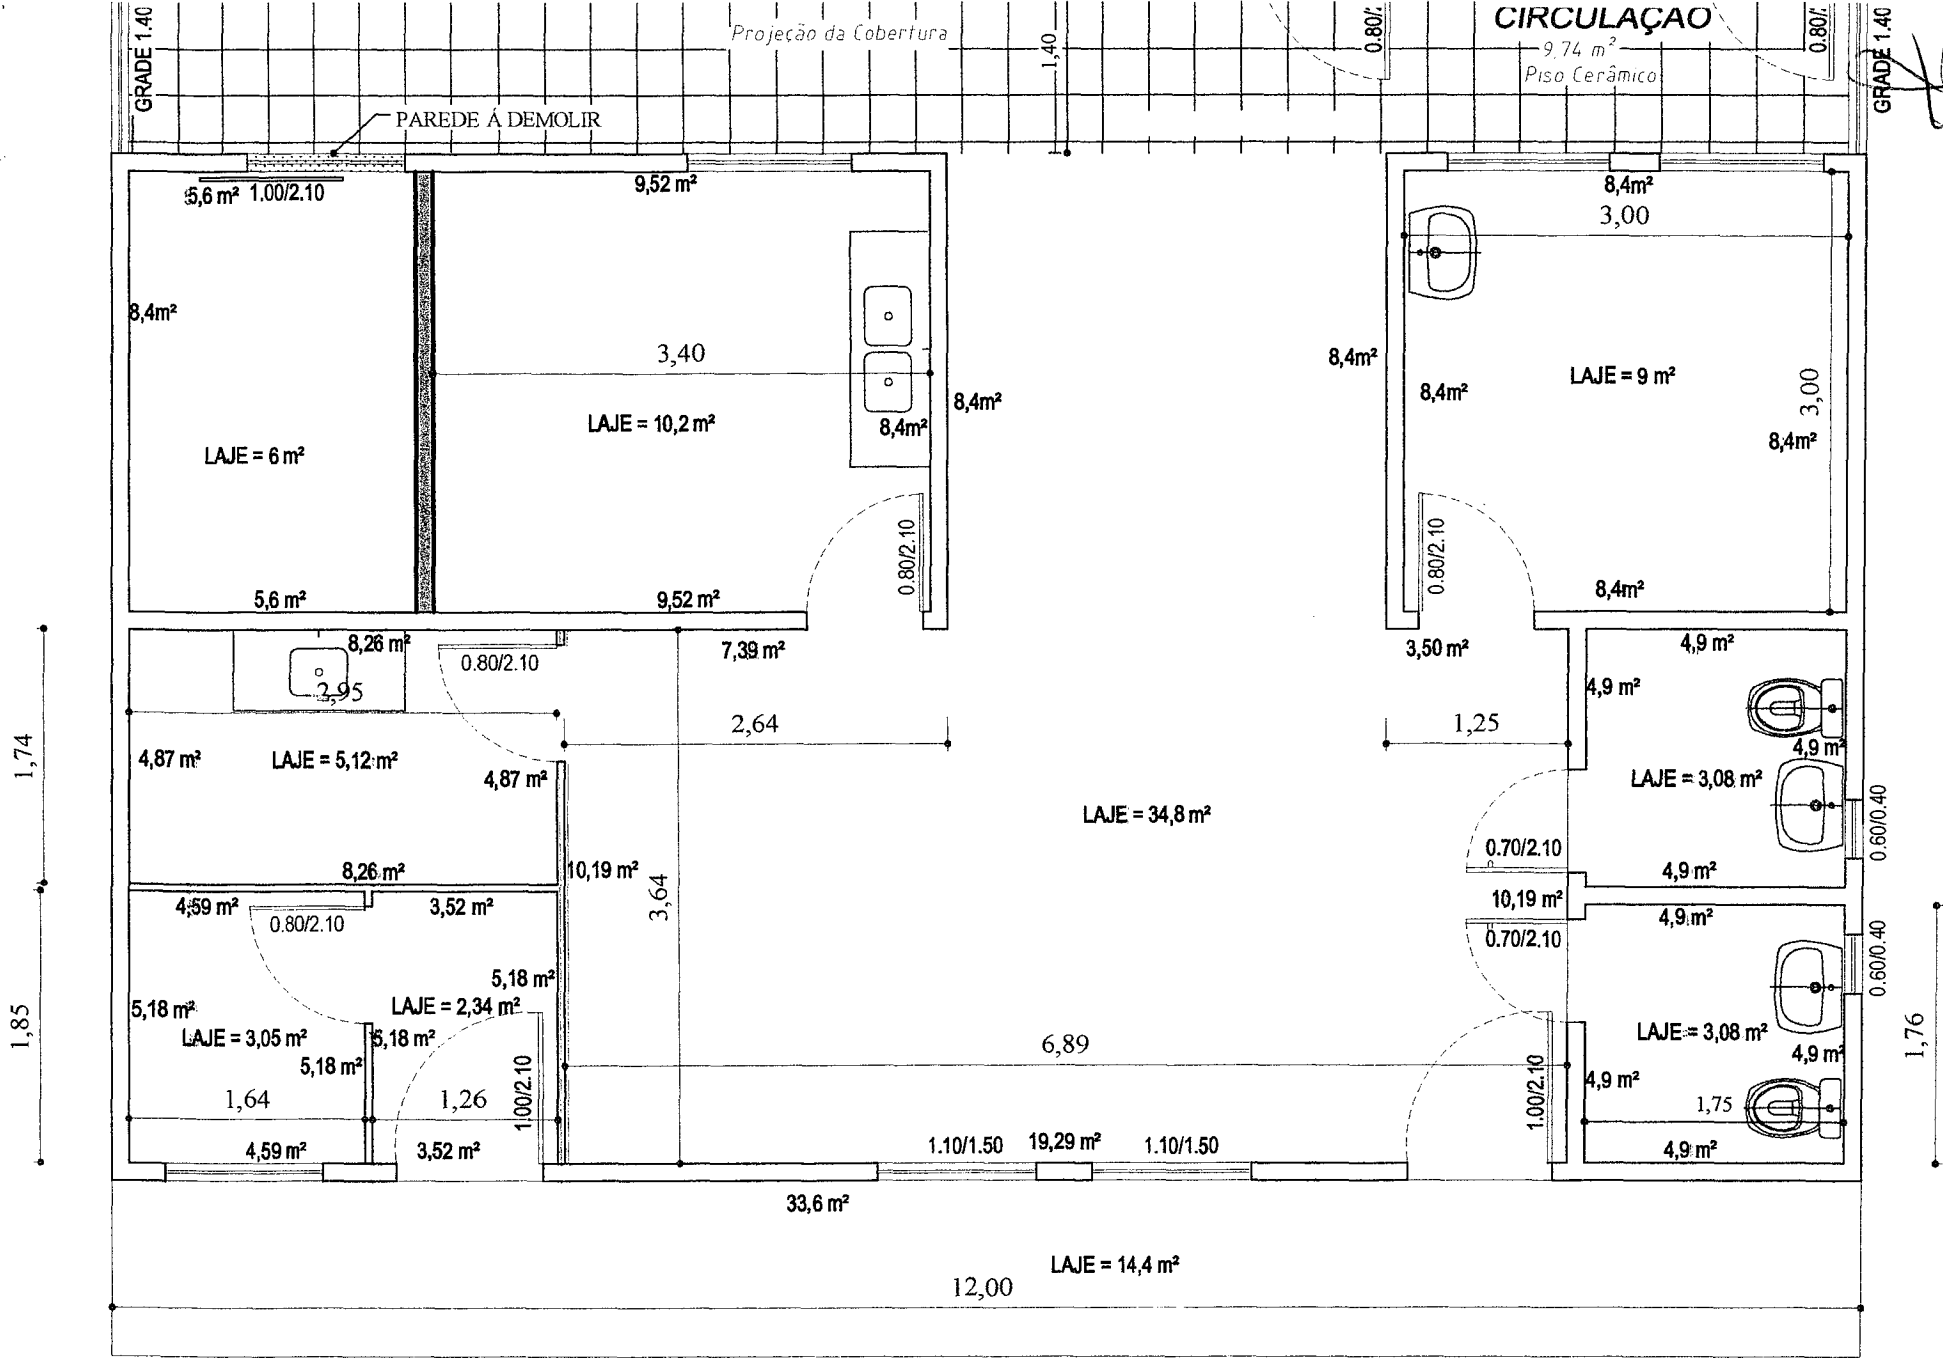 GRADE 1.40
Projeção da Cobertura
1,40
0.80/
CIRCULAÇÃO
9,74 m²
Piso Cerâmico
0.80/
GRADE 1.40
PAREDE Á DEMOLIR
5,6 m² 1.00/2.10
9,52 m²
8,4m²
3,00
8,4m²
3,40
8,4m²
LAJE = 9 m²
3,00
8,4m²
8,4m²
LAJE = 10,2 m²
8,4m²
8,4m²
LAJE = 6 m²
0.80/2.10
0.80/2.10
5,6 m²
9,52 m²
8,4m²
8,26 m²
0.80/2.10
7,39 m²
3,50 m²
4,9 m²
2,95
4,9 m²
2,64
1,25
1,74
4,87 m²
LAJE = 5,12 m²
4,87 m²
4,9 m²
LAJE = 3,08 m²
LAJE = 34,8 m²
0.60/0.40
0.70/2.10
8,26 m²
10,19 m²
4,9 m²
3,64
4,59 m²
3,52 m²
10,19 m²
4,9 m²
0.80/2.10
0.70/2.10
0.60/0.40
5,18 m²
5,18 m²
LAJE = 2,34 m²
1,85
LAJE = 3,05 m²
5,18 m²
5,18 m²
LAJE = 3,08 m²
1,76
6,89
4,9 m²
4,9 m²
1,64
1,26
1.00/2.10
1.00/2.10
1,75
4,59 m²
3,52 m²
1.10/1.50
19,29 m²
1.10/1.50
4,9 m²
33,6 m²
LAJE = 14,4 m²
12,00